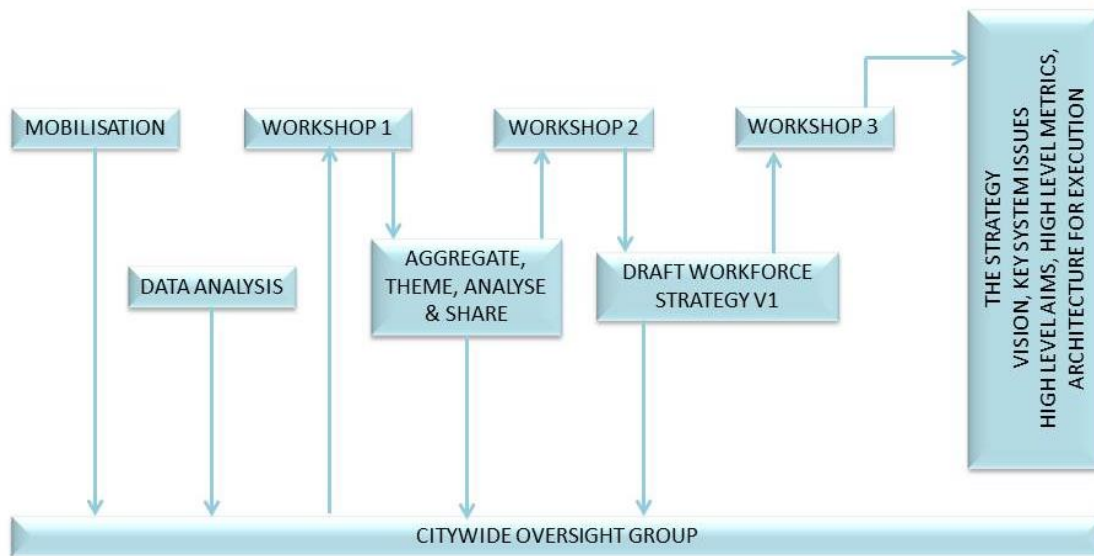 MOBILISATION
WORKSHOP 1
WORKSHOP 2
WORKSHOP 3
DATA ANALYSIS
AGGREGATE,
THEME, ANALYSE
& SHARE
DRAFT WORKFORCE
STRATEGY V1
THE STRATEGY
VISION, KEY SYSTEM ISSUES
HIGH LEVEL AIMS, HIGH LEVEL METRICS,
ARCHITECTURE FOR EXECUTION
CITYWIDE OVERSIGHT GROUP